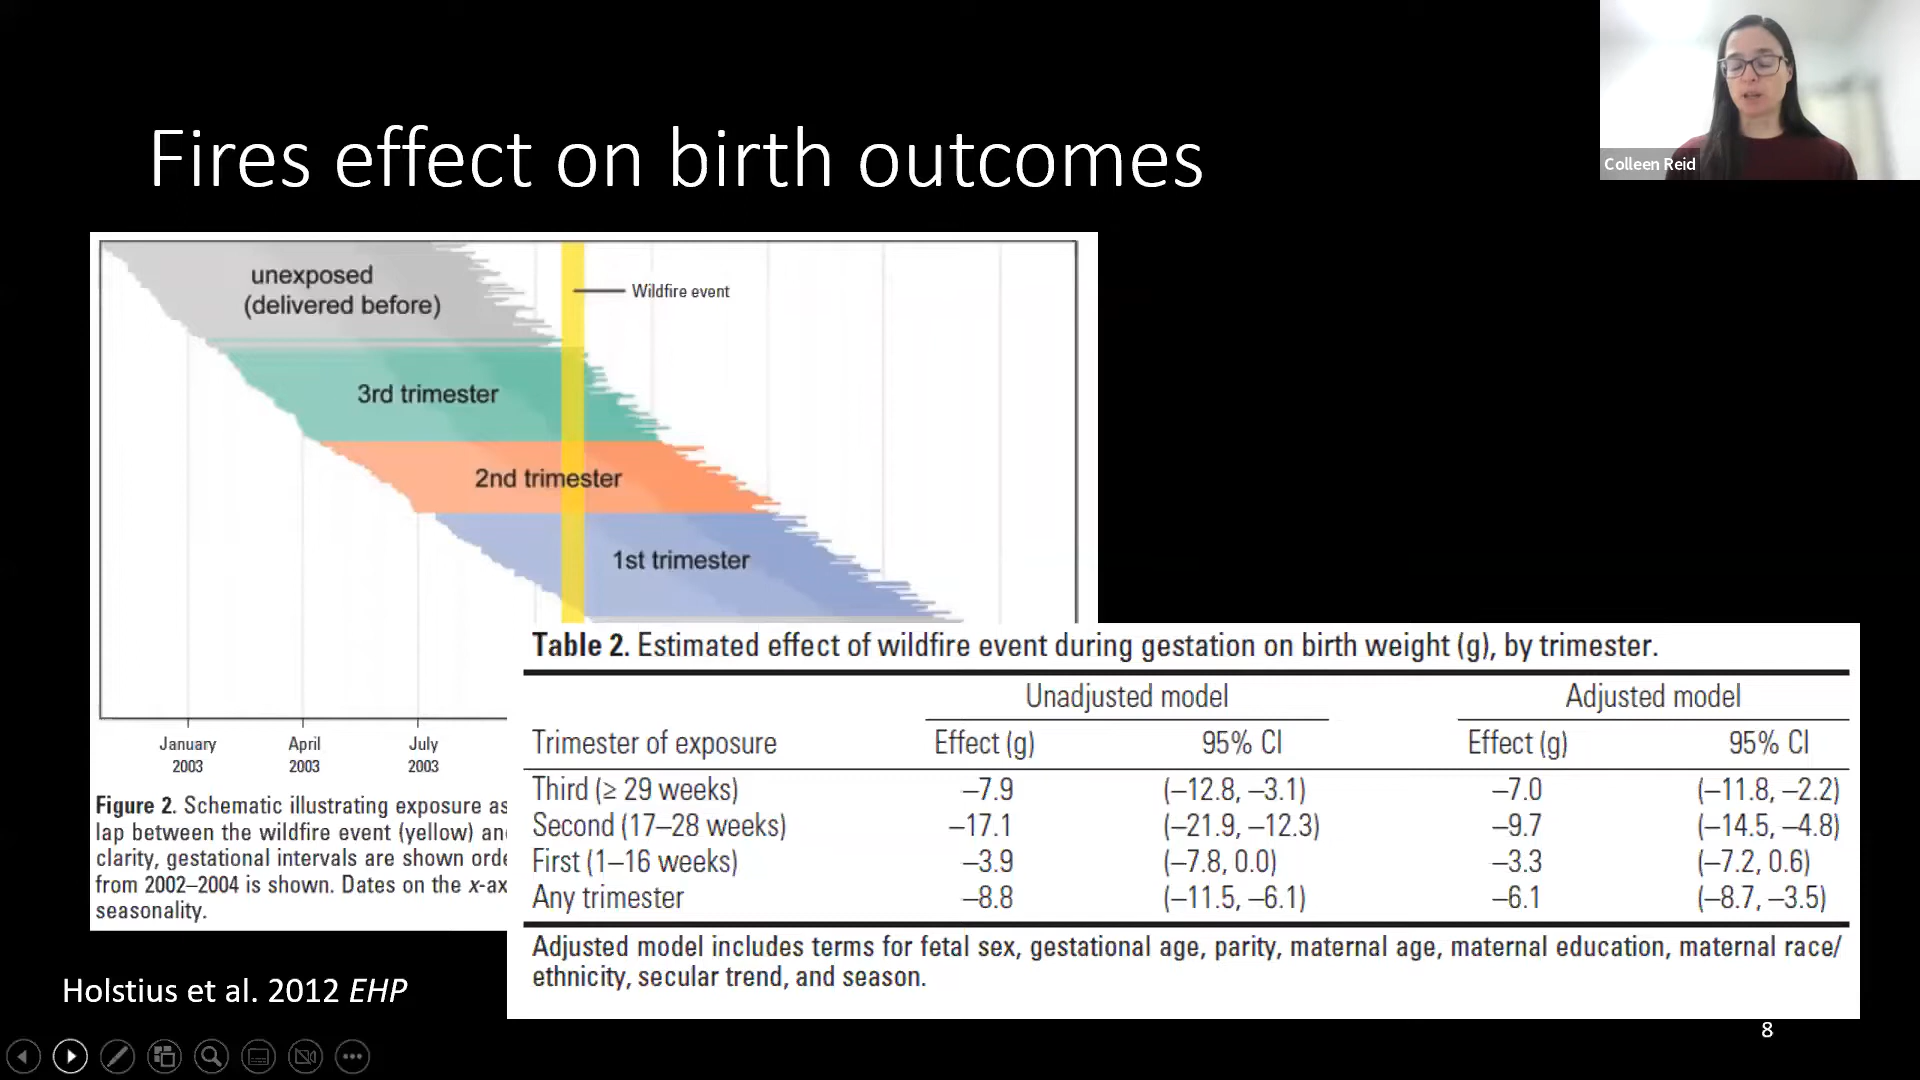 Colleen Reid
Fires effect on birth outcomes
unexposed
(delivered before)
Wildfire event
3rd trimester
2nd trimester
1st trimester
January
2003
April
2003
July
2003
Figure 2. Schematic illustrating exposure as
lap between the wildfire event (yellow) and
clarity, gestational intervals are shown orde
from 2002–2004 is shown. Dates on the x-ax
seasonality.
Table 2. Estimated effect of wildfire event during gestation on birth weight (g), by trimester.
Unadjusted model Adjusted model
Trimester of exposure Effect (g) 95% CI Effect (g) 95% CI
Third (≥ 29 weeks) –7.9 (–12.8, –3.1) –7.0 (–11.8, –2.2)
Second (17–28 weeks) –17.1 (–21.9, –12.3) –9.7 (–14.5, –4.8)
First (1–16 weeks) –3.9 (–7.8, 0.0) –3.3 (–7.2, 0.6)
Any trimester –8.8 (–11.5, –6.1) –6.1 (–8.7, –3.5)
Adjusted model includes terms for fetal sex, gestational age, parity, maternal age, maternal education, maternal race/
ethnicity, secular trend, and season.
Holstius et al. 2012 EHP
8